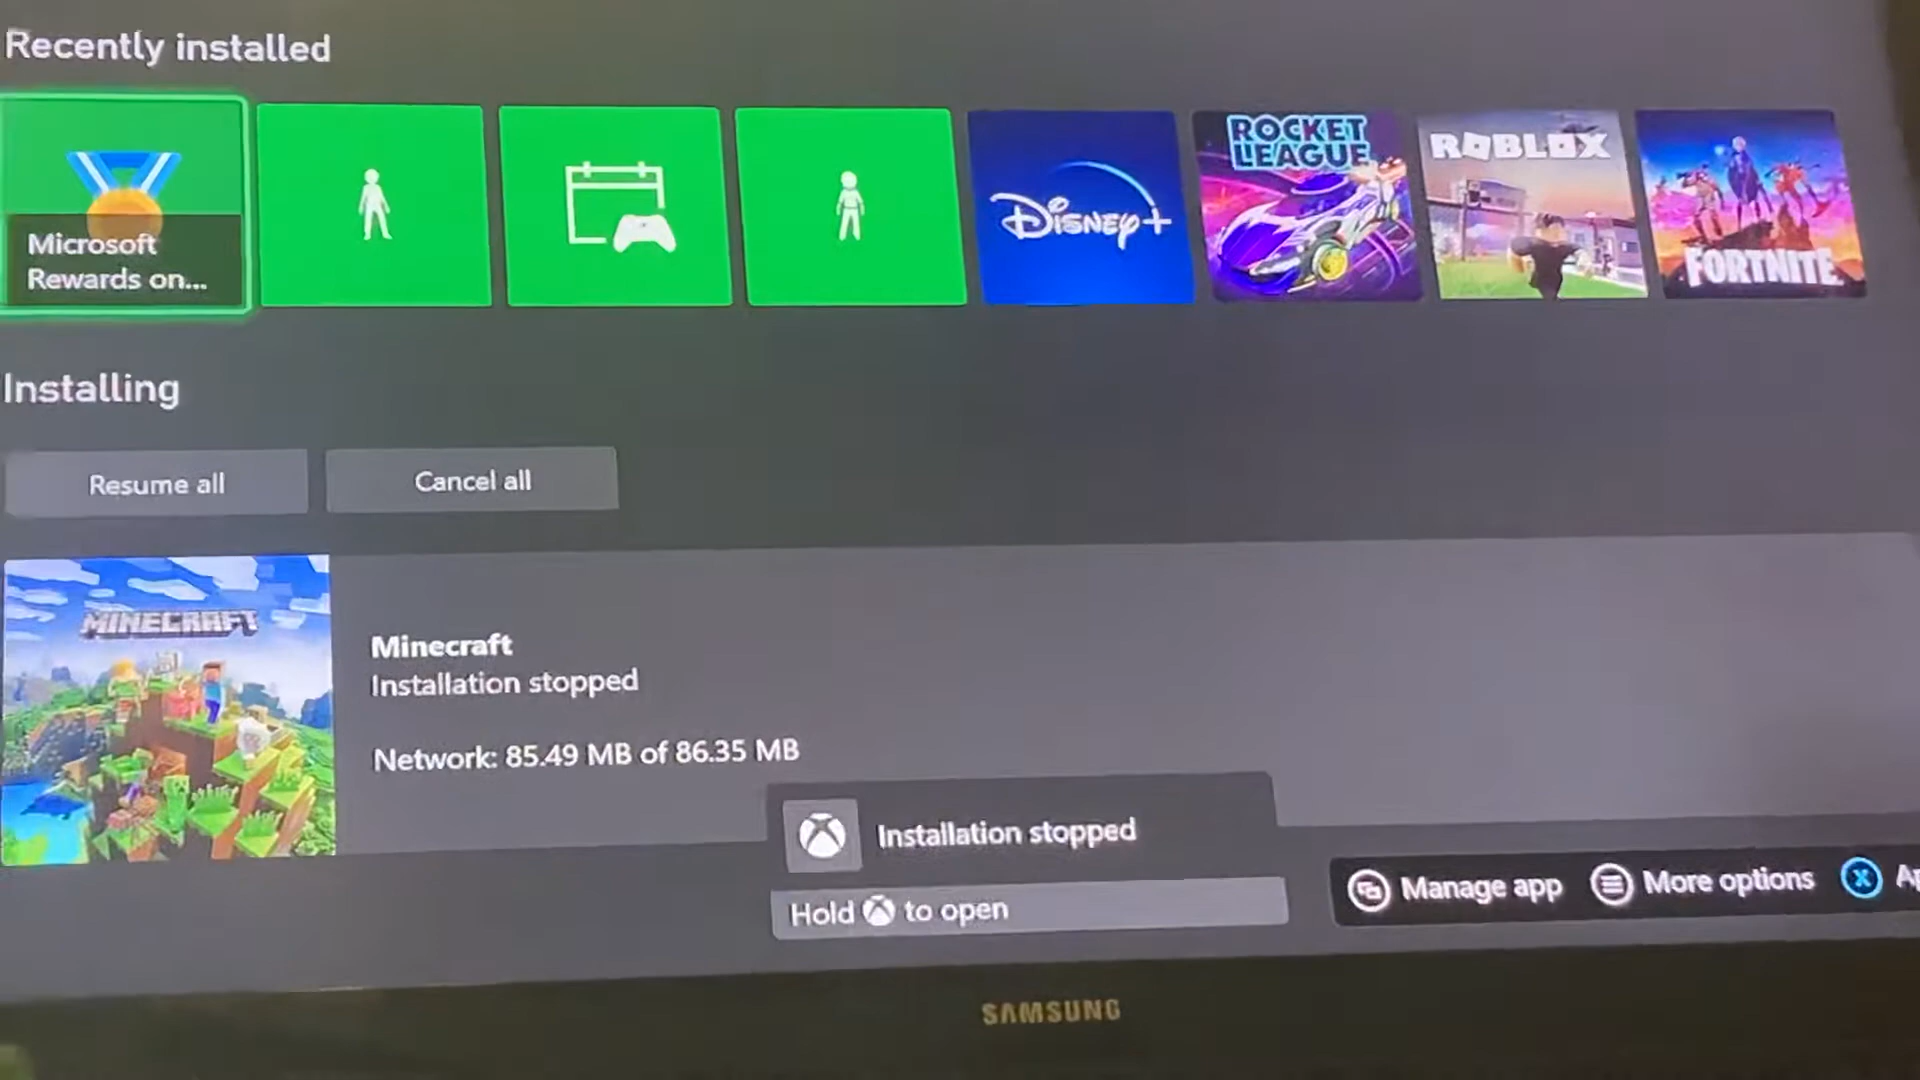 Recently installed
Microsoft
Rewards on...
Disney+
ROCKET
LEAGUE
ROBLOX
FORTNITE
Installing
Resume all
Cancel all
MINECRAFT
Minecraft
Installation stopped
Network: 85.49 MB of 86.35 MB
Installation stopped
Hold to open
Manage app
More options
X
SAMSUNG